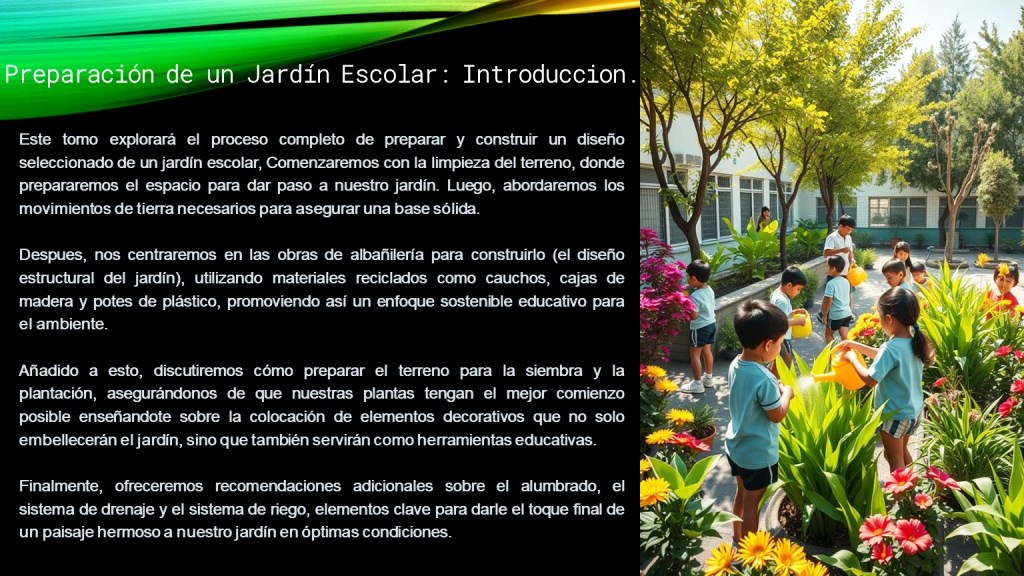 Preparación de un Jardín Escolar: Introduccion.
Este tomo explorará el proceso completo de preparar y construir un diseño
seleccionado de un jardín escolar, Comenzaremos con la limpieza del terreno, donde
prepararemos el espacio para dar paso a nuestro jardín. Luego, abordaremos los
movimientos de tierra necesarios para asegurar una base sólida.
Despues, nos centraremos en las obras de albañilería para construirlo (el diseño
estructural del jardín), utilizando materiales reciclados como cauchos, cajas de
madera y potes de plástico, promoviendo así un enfoque sostenible educativo para
el ambiente.
Añadido a esto, discutiremos cómo preparar el terreno para la siembra y la
plantación, asegurándonos de que nuestras plantas tengan el mejor comienzo
posible enseñandote sobre la colocación de elementos decorativos que no solo
embellecerán el jardín, sino que también servirán como herramientas educativas.
Finalmente, ofreceremos recomendaciones adicionales sobre el alumbrado, el
sistema de drenaje y el sistema de riego, elementos clave para darle el toque final de
un paisaje hermoso a nuestro jardín en óptimas condiciones.